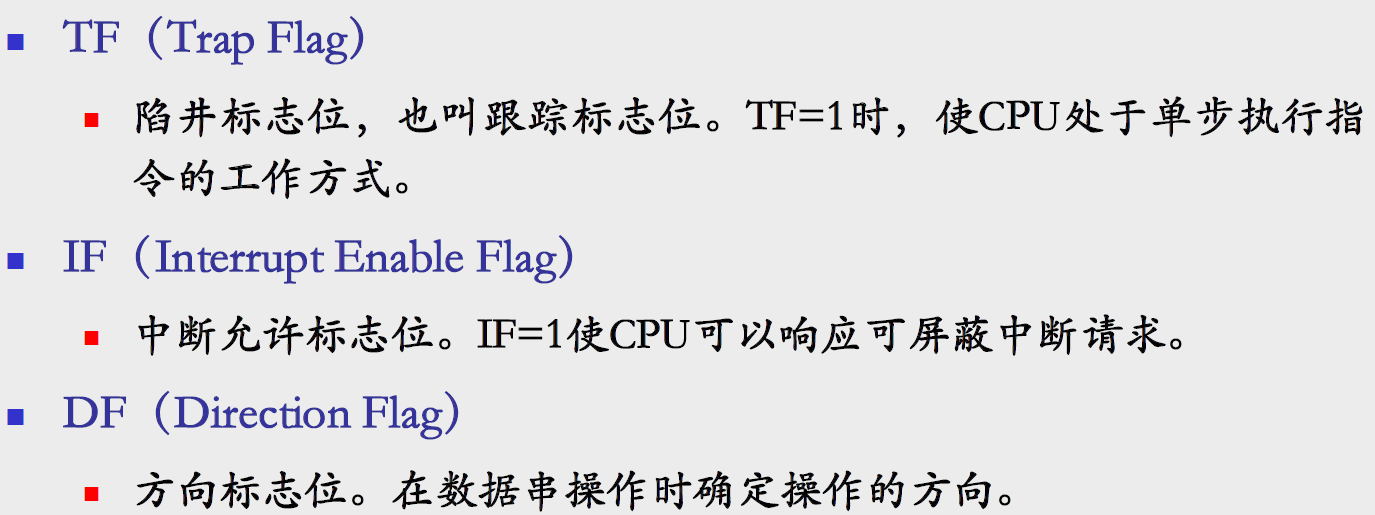 TF（Trap Flag）
陷井标志位，也叫跟踪标志位。TF=1时，使CPU处于单步执行指
令的工作方式。
IF（Interrupt Enable Flag）
中断允许标志位。IF=1使CPU可以响应可屏蔽中断请求。
DF（Direction Flag）
方向标志位。在数据串操作时确定操作的方向。